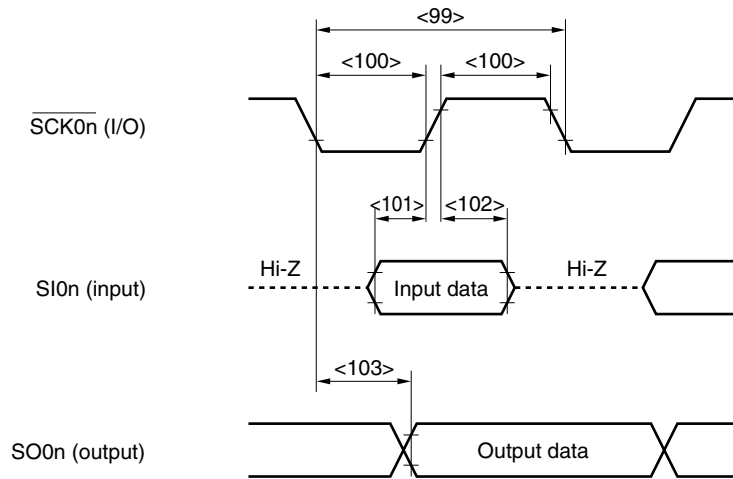 <99>
<100> <100>
SCK0n (I/O)
<101> <102>
Hi-Z Hi-Z
SI0n (input) Input data
<103>
SO0n (output) Output data